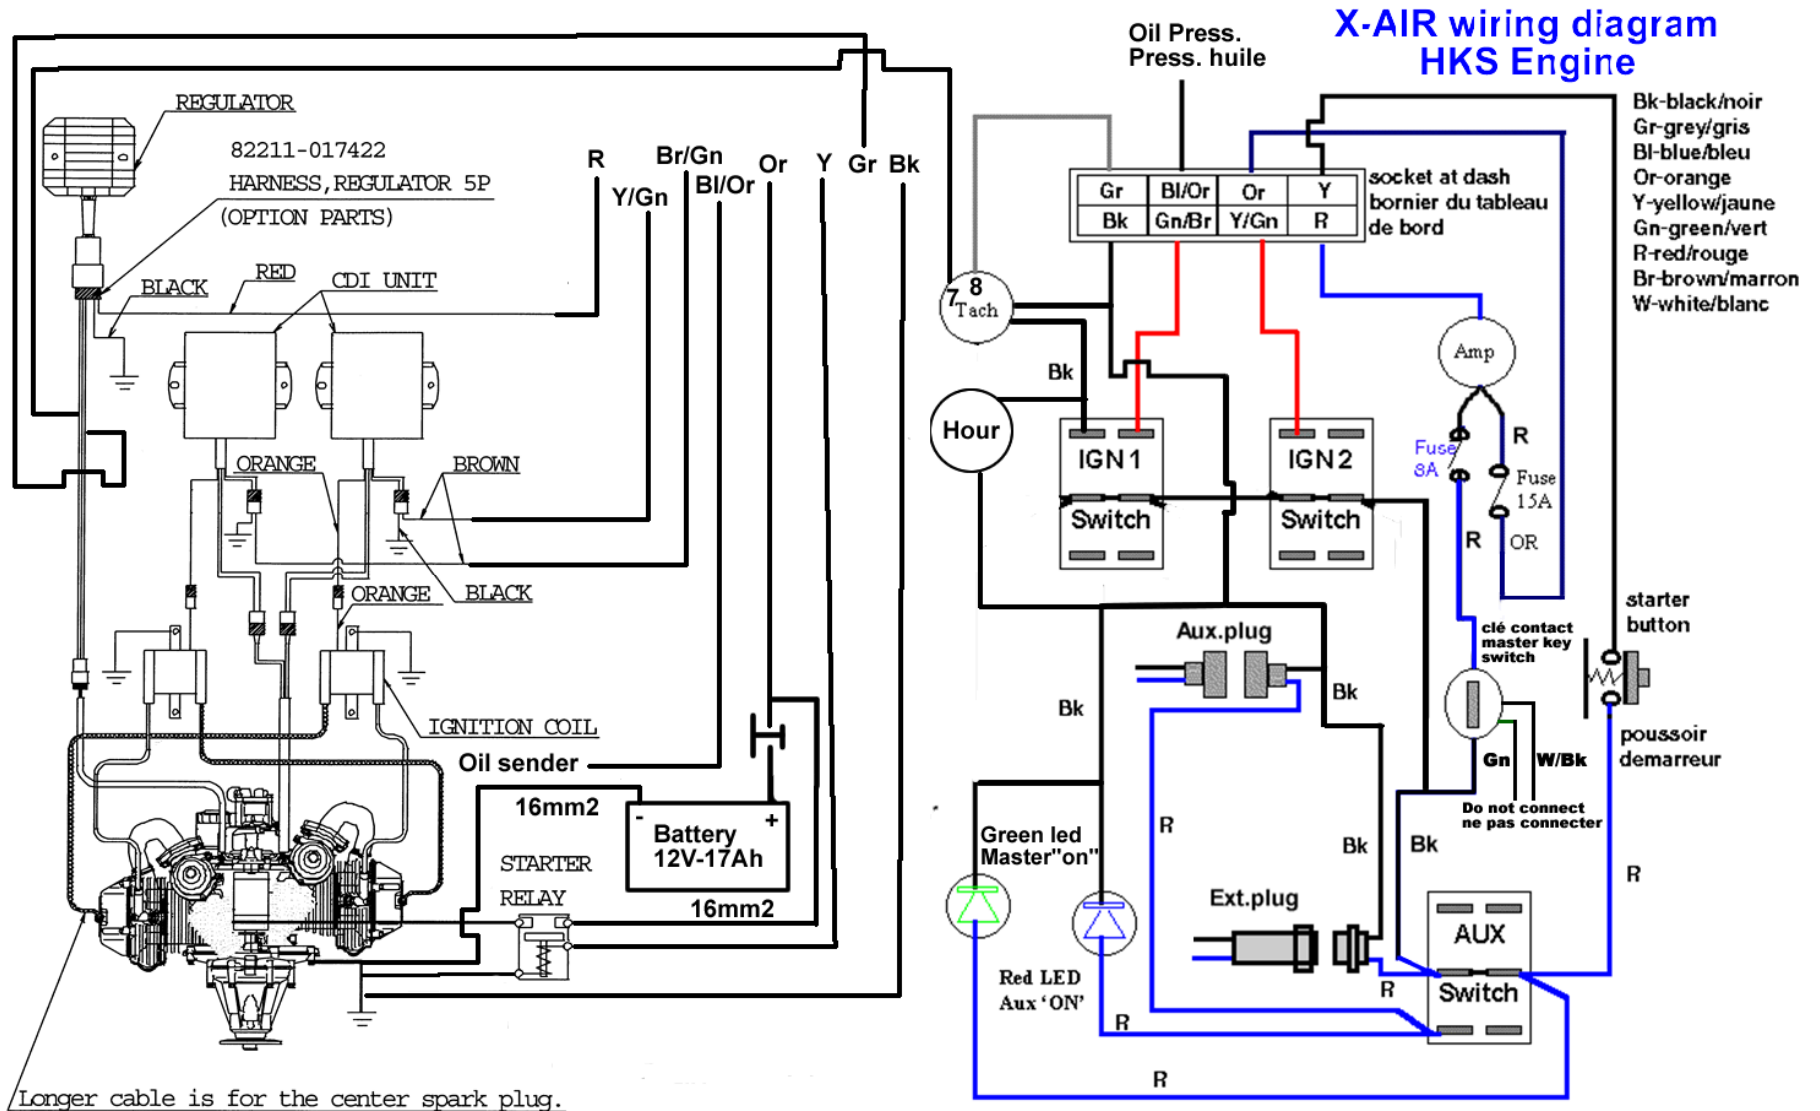 X-AIR wiring diagram
HKS Engine
Oil Press.
Press. huile
Bk-black/noir
Gr-grey/gris
Bl-blue/bleu
Or-orange
Y-yellow/jaune
Gn-green/vert
R-red/rouge
Br-brown/marron
W-white/blanc
REGULATOR
82211-017422
HARNESS,REGULATOR 5P
(OPTION PARTS)
R
Y/Gn
Br/Gn
Bl/Or
Or
Y
Gr
Bk
Gr
Bl/Or
Or
Y
Bk
Gn/Br
Y/Gn
R
socket at dash
bornier du tableau
de bord
RED
BLACK
CDI UNIT
7
8
Tach
Amp
Bk
Hour
IGN1
Switch
IGN2
Switch
Fuse
8A
R
Fuse
15A
R
OR
ORANGE
BROWN
ORANGE
BLACK
starter
button
clé contact
master key
switch
Aux.plug
Bk
Bk
IGNITION COIL
Oil sender
poussoir
demarreur
Gn
W/Bk
Do not connect
ne pas connecter
16mm2
-
+
Battery
12V-17Ah
STARTER
RELAY
16mm2
Green led
Master"on"
R
Bk
Bk
R
Ext.plug
AUX
Switch
Red LED
Aux ‘ON’
R
R
R
Longer cable is for the center spark plug.